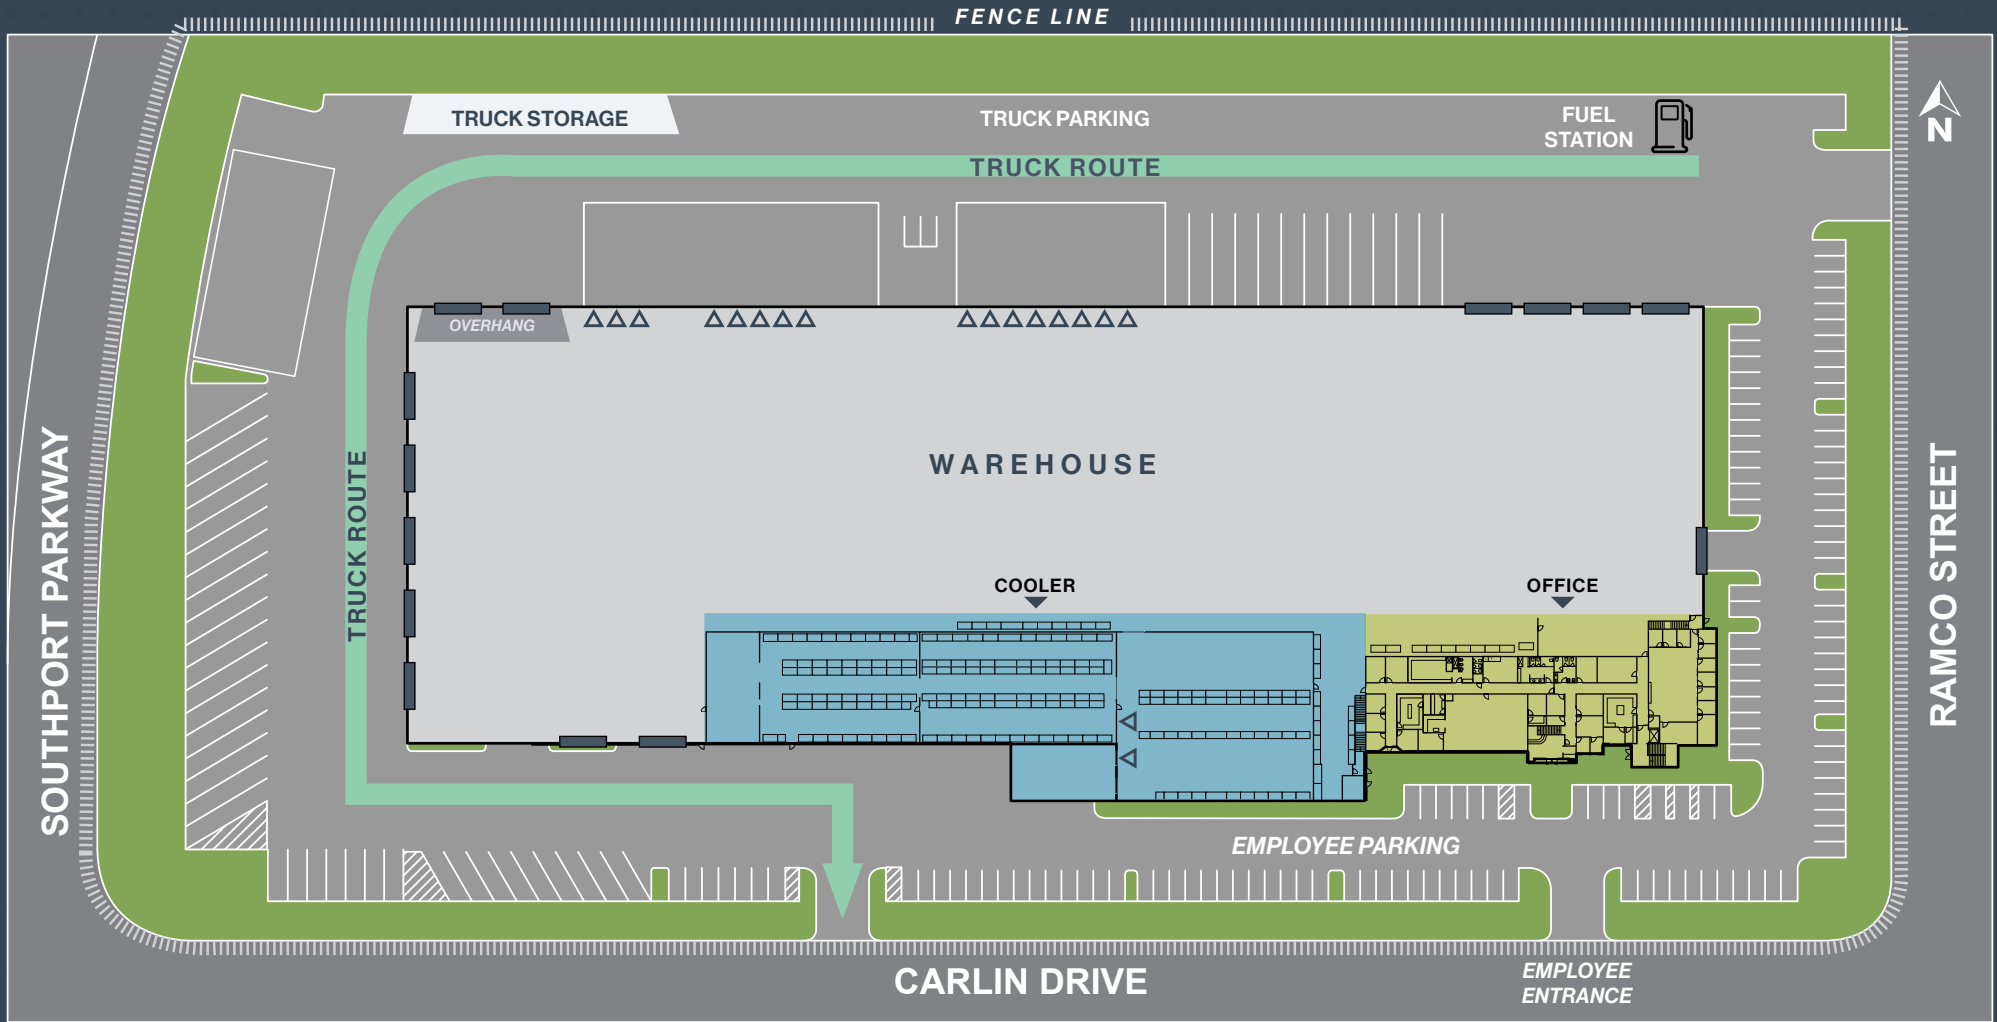 FENCE LINE
TRUCK STORAGE
TRUCK PARKING
FUEL
STATION
N
TRUCK ROUTE
OVERHANG
WAREHOUSE
TRUCK ROUTE
SOUTHPORT PARKWAY
RAMCO STREET
COOLER
OFFICE
EMPLOYEE PARKING
CARLIN DRIVE
EMPLOYEE
ENTRANCE